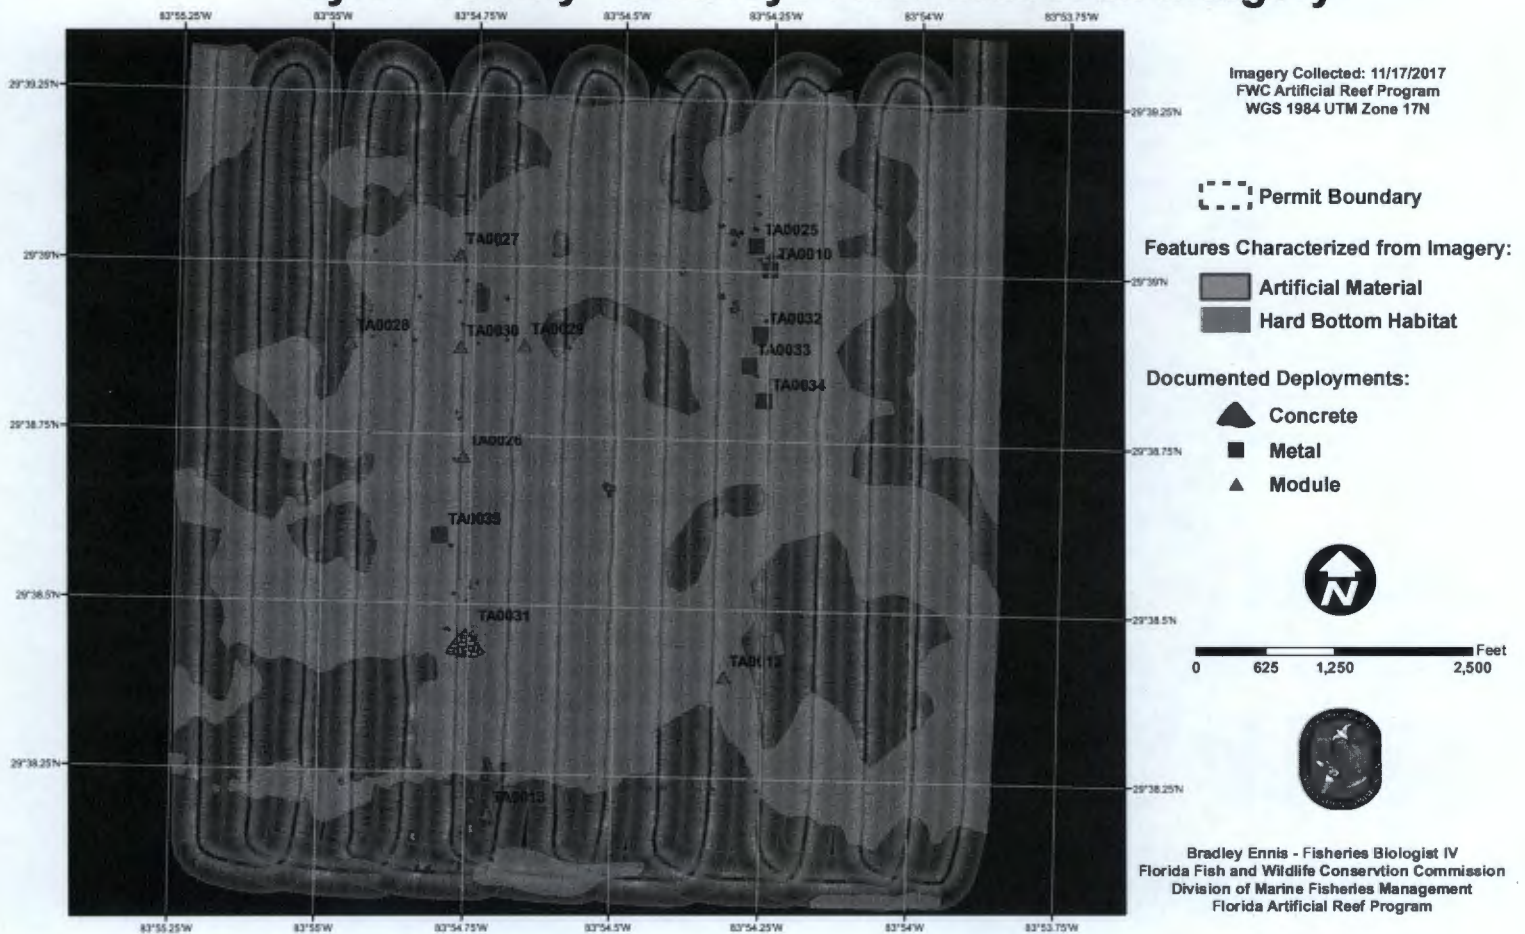 83°55.25'W 83°55'W 83°54.75'W 83°54.5'W 83°54.25'W 83°54'W 83°53.75'W
29°39.25'N
29°39'N
29°38.75'N
29°38.5'N
29°38.25'N
TA0025
TA0027
TA0010
TA0032
TA0028
TA0030
TA0029
TA0033
TA0034
TA0026
TA0035
TA0031
TA0013
29°39.25'N
29°39'N
29°38.75'N
29°38.5'N
29°38.25'N
83°55.25'W 83°55'W 83°54.75'W 83°54.5'W 83°54.25'W 83°54'W 83°53.75'W
Imagery Collected: 11/17/2017
FWC Artificial Reef Program
WGS 1984 UTM Zone 17N
Permit Boundary
Features Characterized from Imagery:
Artificial Material
Hard Bottom Habitat
Documented Deployments:
Concrete
Metal
Module
N
Feet
0 625 1,250 2,500
Bradley Ennis - Fisheries Biologist IV
Florida Fish and Wildlife Conservtion Commission
Division of Marine Fisheries Management
Florida Artificial Reef Program